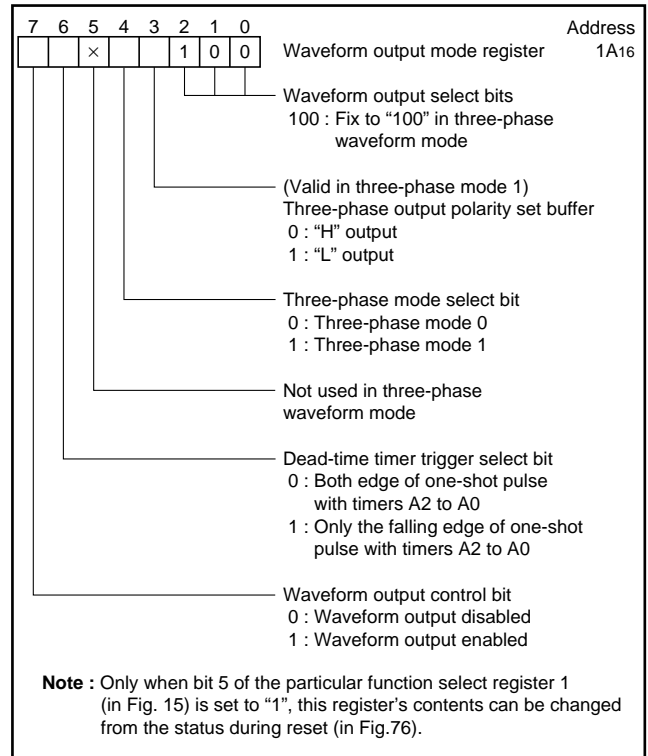 7 6 5 4 3 2 1 0 Address
× 1 0 0 Waveform output mode register 1A16
Waveform output select bits
100 : Fix to “100” in three-phase
waveform mode
(Valid in three-phase mode 1)
Three-phase output polarity set buffer
0 : “H” output
1 : “L” output
Three-phase mode select bit
0 : Three-phase mode 0
1 : Three-phase mode 1
Not used in three-phase
waveform mode
Dead-time timer trigger select bit
0 : Both edge of one-shot pulse
with timers A2 to A0
1 : Only the falling edge of one-shot
pulse with timers A2 to A0
Waveform output control bit
0 : Waveform output disabled
1 : Waveform output enabled
Note : Only when bit 5 of the particular function select register 1
(in Fig. 15) is set to “1”, this register’s contents can be changed
from the status during reset (in Fig.76).